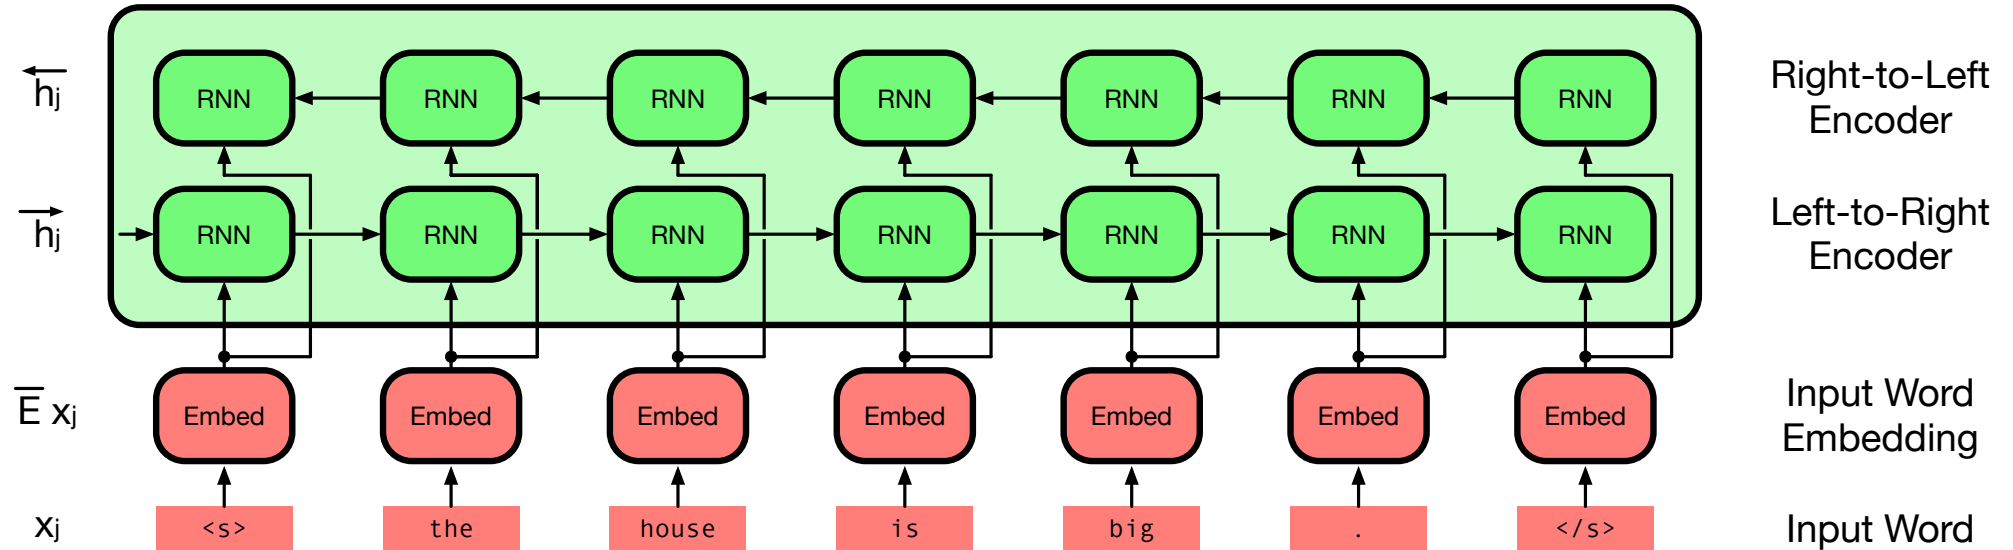 ←hj RNN RNN RNN RNN RNN RNN RNN Right-to-Left
Encoder
→hj RNN RNN RNN RNN RNN RNN RNN Left-to-Right
Encoder
E̅ xj Embed Embed Embed Embed Embed Embed Embed Input Word
Embedding
xj <s> the house is big . </s> Input Word